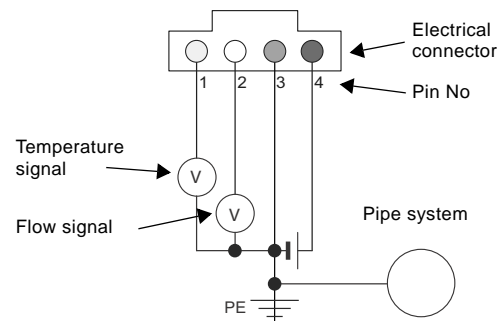 Electrical
connector
1 2 3 4
Pin No
Temperature
signal
V
Flow signal
V
Pipe system
PE